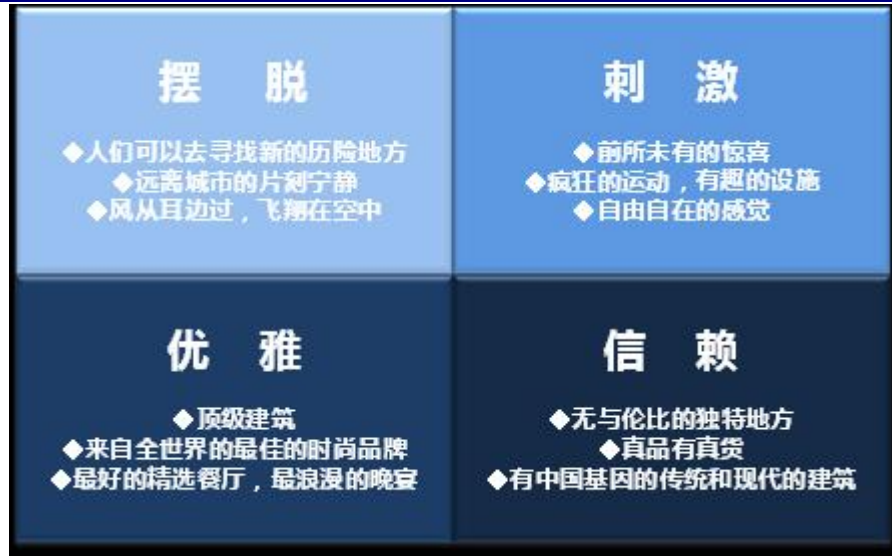 摆 脱
◆人们可以去寻找新的历险地方
◆远离城市的片刻宁静
◆风从耳边过，飞翔在空中
刺 激
◆前所未有的惊喜
◆疯狂的运动，有趣的设施
◆自由自在的感觉
优 雅
◆顶级建筑
◆来自全世界的最佳的时尚品牌
◆最好的精选餐厅，最浪漫的晚宴
信 赖
◆无与伦比的独特地方
◆真品有真货
◆有中国基因的传统和现代的建筑